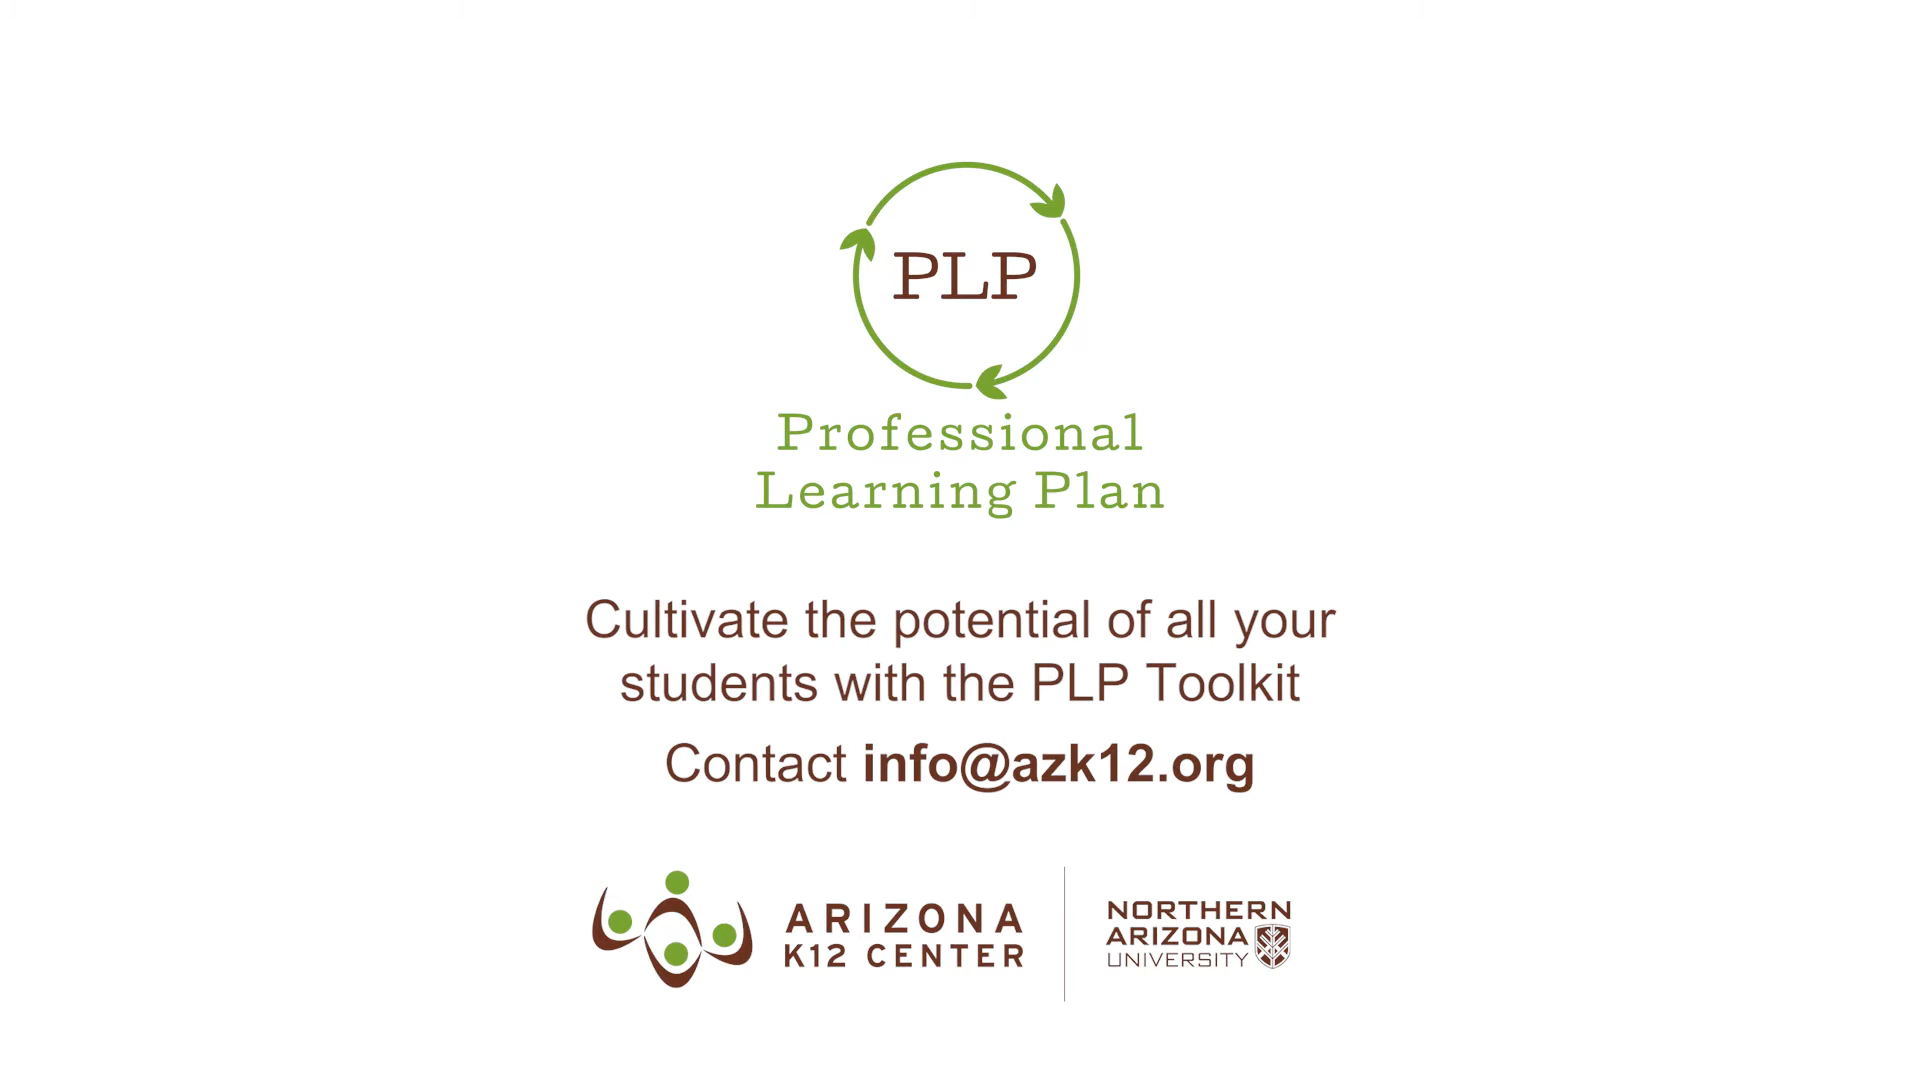 PLP
Professional
Learning Plan
Cultivate the potential of all your
students with the PLP Toolkit
Contact info@azk12.org
ARIZONA
K12 CENTER
NORTHERN
ARIZONA
UNIVERSITY